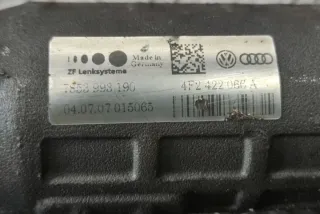 Made in
Germany
ZF Lenksysteme
7853 993 190
4F2 422 066 A
04.07.07 015065